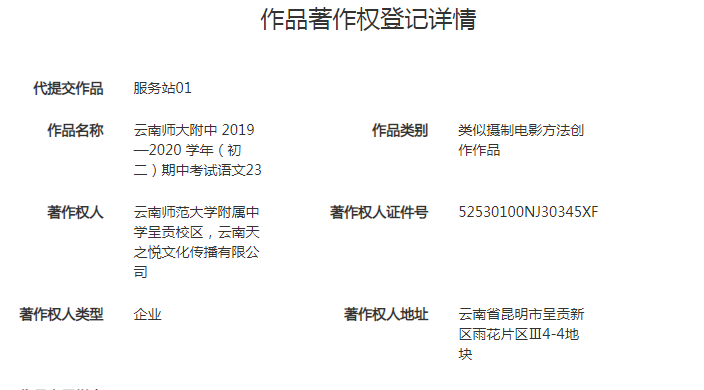 作品著作权登记详情
代提交作品 服务站01
作品名称 云南师大附中 2019 作品类别 类似摄制电影方法创
—2020 学年（初 作作品
二）期中考试语文23
著作权人 云南师范大学附属中 著作权人证件号 52530100NJ30345XF
学呈贡校区，云南天
之悦文化传播有限公
司
著作权人类型 企业 著作权人地址 云南省昆明市呈贡新
区雨花片区Ⅲ4-4地
块